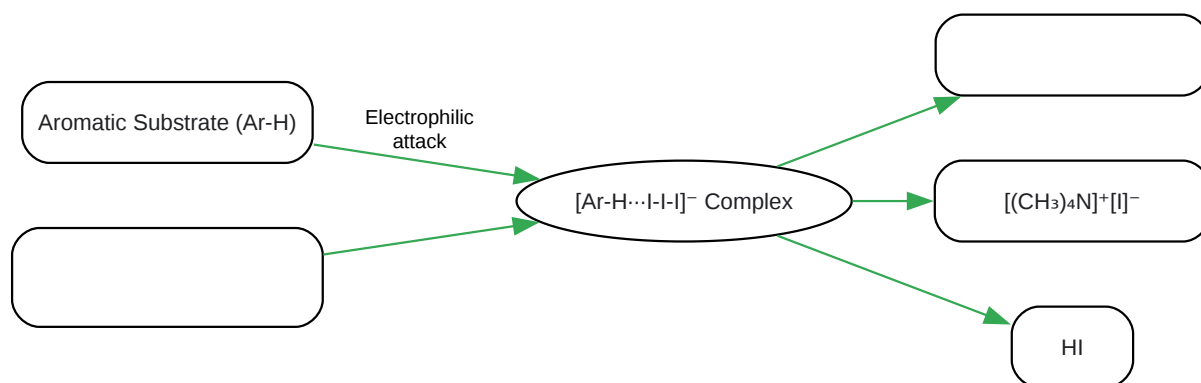 Aromatic Substrate (Ar-H)
Electrophilic
attack
[Ar-H···I-I-I]⁻ Complex
[(CH₃)₄N]⁺[I]⁻
HI